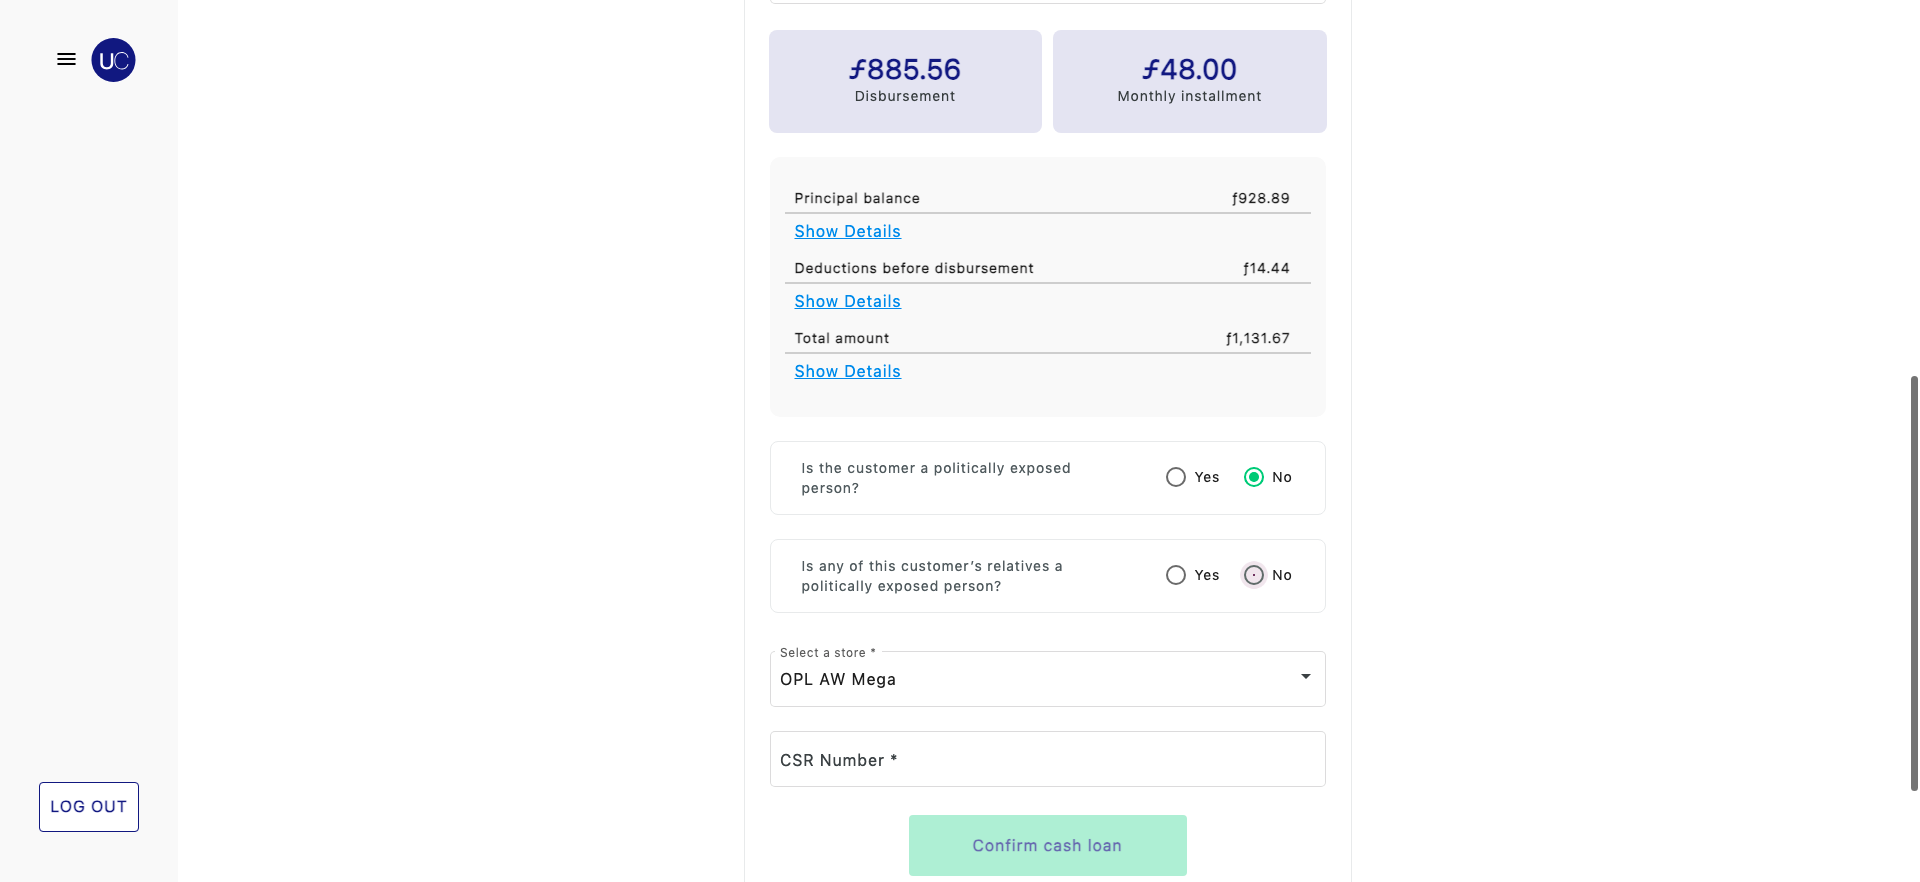 UC
ƒ885.56
Disbursement
ƒ48.00
Monthly installment
Principal balance ƒ928.89
Show Details
Deductions before disbursement ƒ14.44
Show Details
Total amount ƒ1,131.67
Show Details
Is the customer a politically exposed
person?
Yes No
Is any of this customer’s relatives a
politically exposed person?
Yes No
Select a store *
OPL AW Mega
CSR Number *
Confirm cash loan
LOG OUT